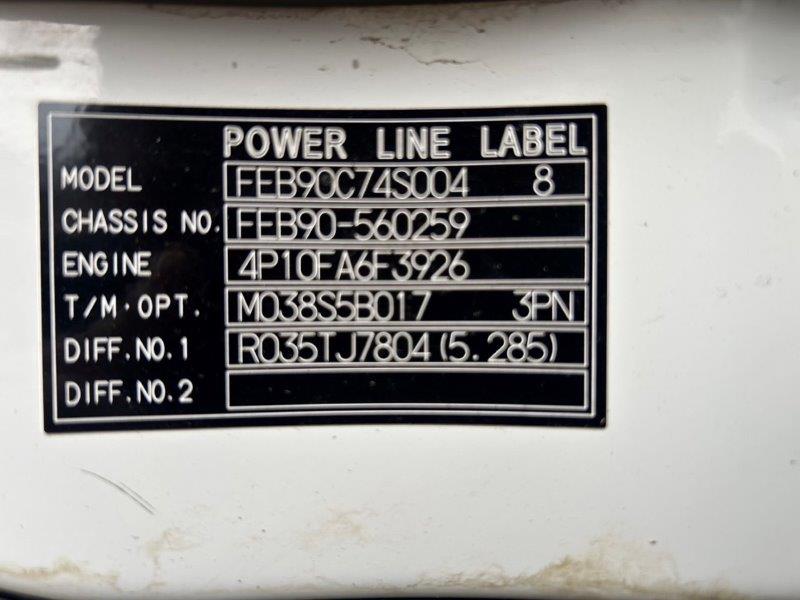 POWER LINE LABEL
MODEL FEB90C74S004 8
CHASSIS NO. FEB90-560259
ENGINE 4P10FA6F3926
T/M·OPT. M038S5B017 3PN
DIFF.NO.1 R035TJ7804(5.285)
DIFF.NO.2